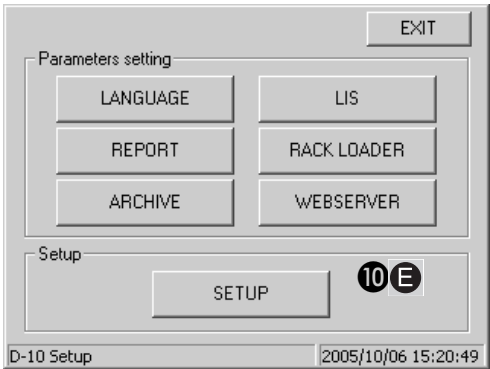 EXIT
Parameters setting
LANGUAGE LIS
REPORT RACK LOADER
ARCHIVE WEBSERVER
Setup
SETUP 10 E
D-10 Setup 2005/10/06 15:20:49